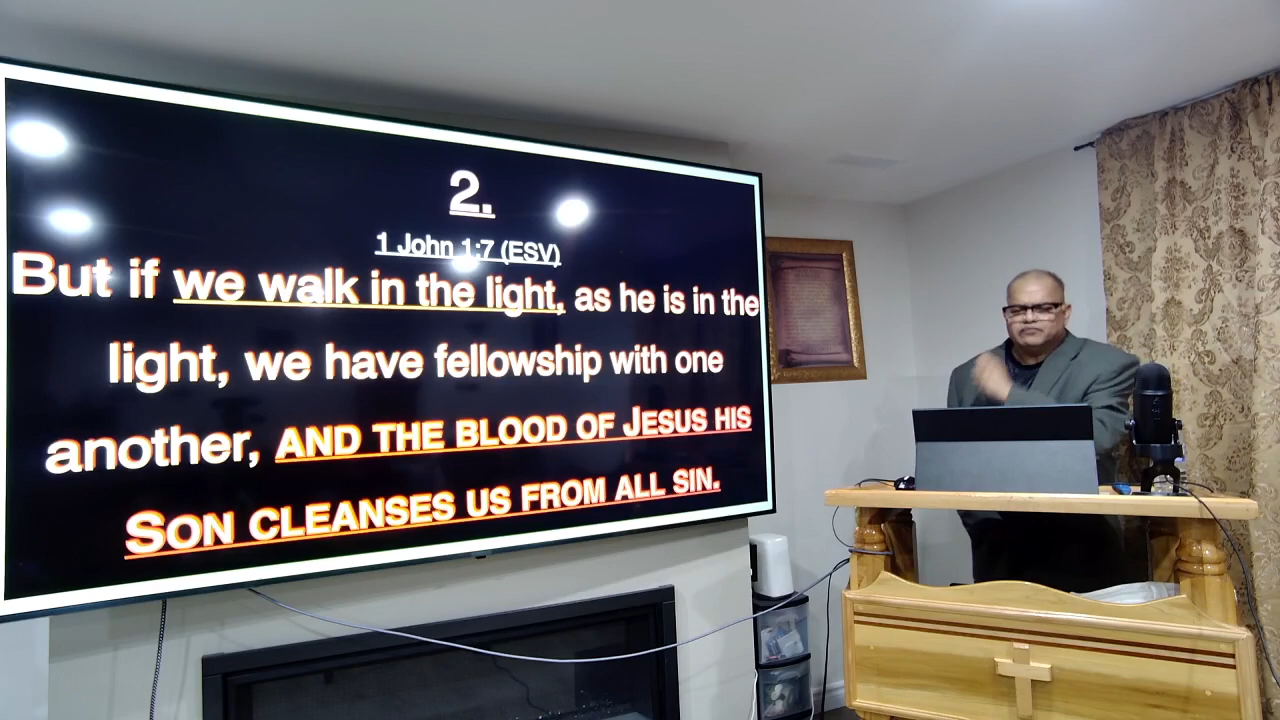 2.
1 John 1:7 (ESV)
But if we walk in the light, as he is in the
light, we have fellowship with one
another, AND THE BLOOD OF JESUS HIS
SON CLEANSES US FROM ALL SIN.